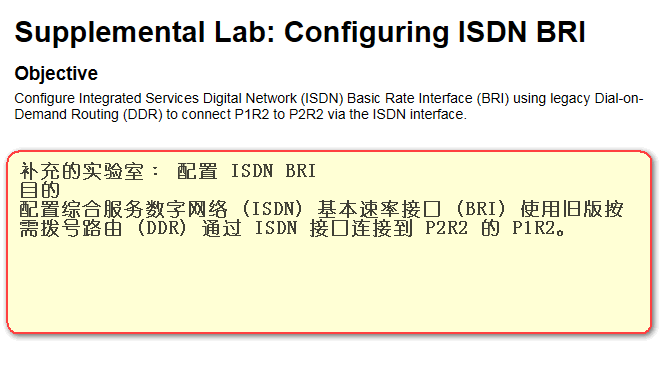 Supplemental Lab: Configuring ISDN BRI
Objective
Configure Integrated Services Digital Network (ISDN) Basic Rate Interface (BRI) using legacy Dial-on-
Demand Routing (DDR) to connect P1R2 to P2R2 via the ISDN interface.
补充的实验室： 配置 ISDN BRI
目的
配置综合服务数字网络 (ISDN) 基本速率接口 (BRI) 使用旧版按
需拨号路由 (DDR) 通过 ISDN 接口连接到 P2R2 的 P1R2。